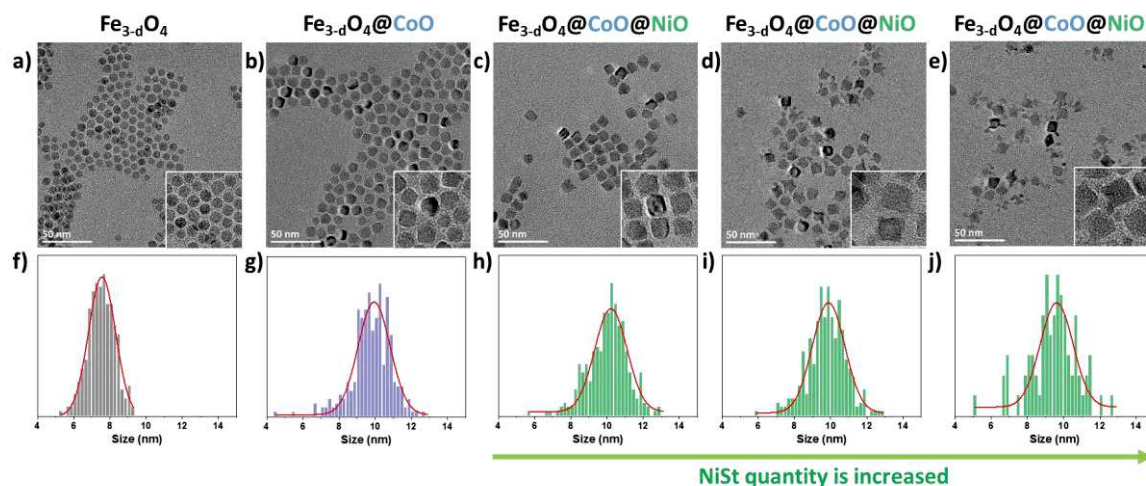 Fe3-dO4 Fe3-dO4@CoO Fe3-dO4@CoO@NiO Fe3-dO4@CoO@NiO Fe3-dO4@CoO@NiO
a) b) c) d) e)
50 nm 50 nm 50 nm 50 nm 50 nm
f) g) h) i) j)
4 6 8 10 12 14 4 6 8 10 12 14 4 6 8 10 12 14 4 6 8 10 12 14 4 6 8 10 12 14
Size (nm) Size (nm) Size (nm) Size (nm) Size (nm)
NiSt quantity is increased